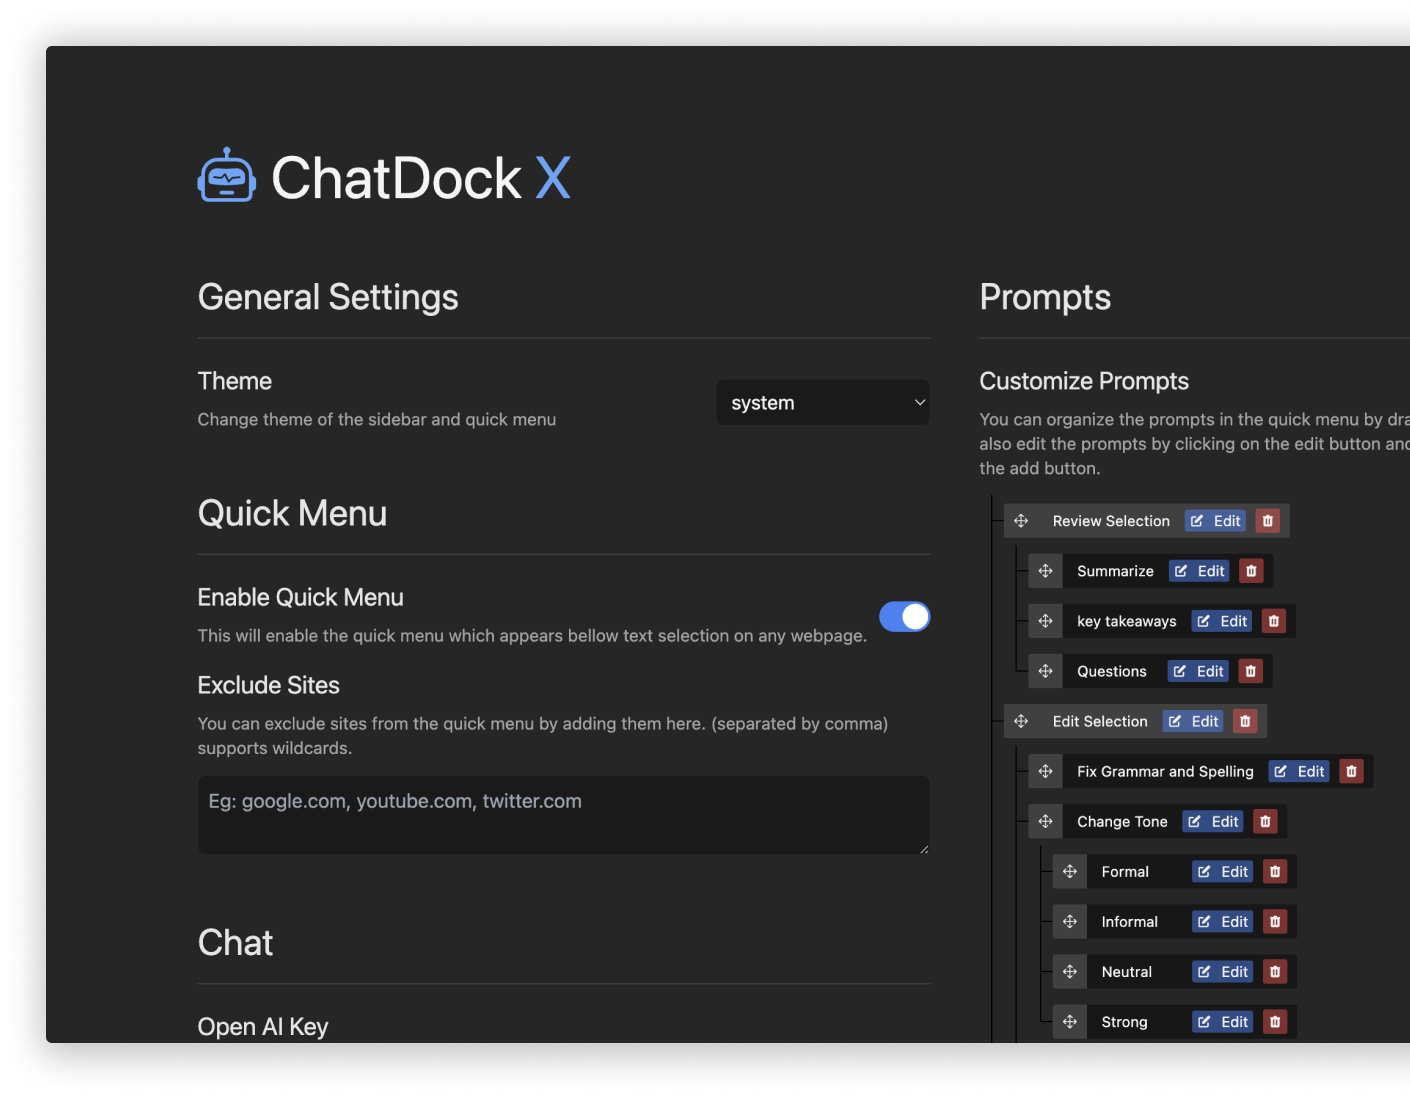 ChatDock X
General Settings
Theme
Change theme of the sidebar and quick menu
system
Quick Menu
Enable Quick Menu
This will enable the quick menu which appears bellow text selection on any webpage.
Exclude Sites
You can exclude sites from the quick menu by adding them here. (separated by comma)
supports wildcards.
Eg: google.com, youtube.com, twitter.com
Chat
Open AI Key
Prompts
Customize Prompts
You can organize the prompts in the quick menu by dra
also edit the prompts by clicking on the edit button and
the add button.
Review Selection Edit
Summarize Edit
key takeaways Edit
Questions Edit
Edit Selection Edit
Fix Grammar and Spelling Edit
Change Tone Edit
Formal Edit
Informal Edit
Neutral Edit
Strong Edit